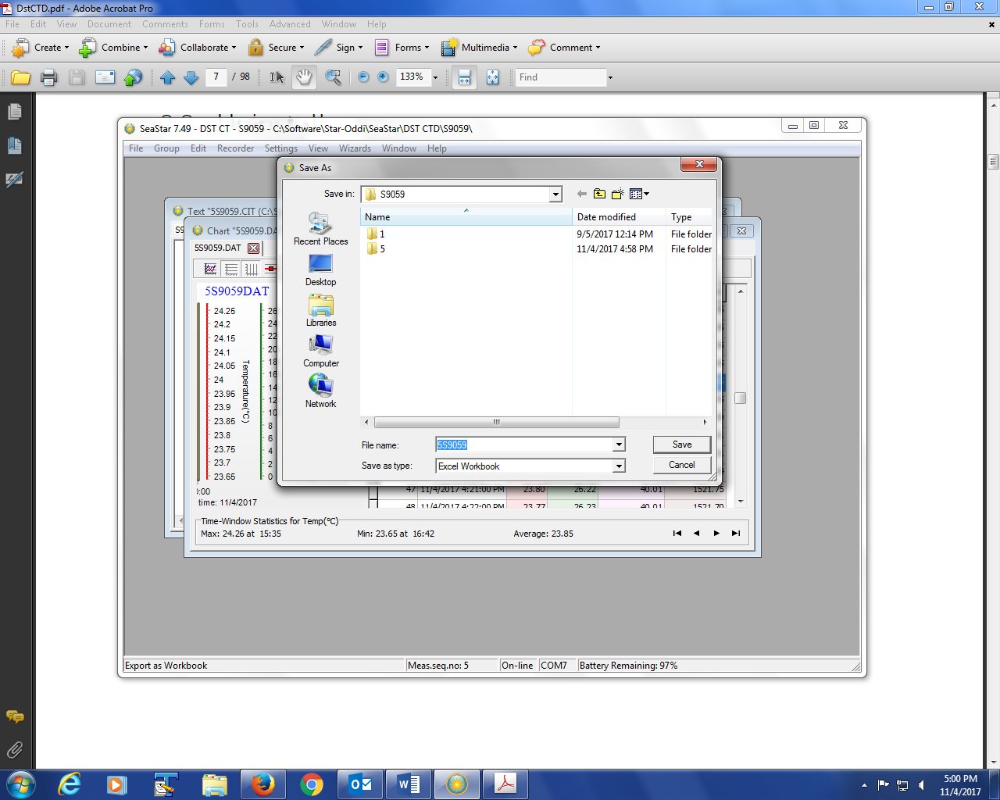 DstCTD.pdf - Adobe Acrobat Pro
File Edit View Document Comments Forms Tools Advanced Window Help
Create Combine Collaborate Secure Sign Forms Multimedia Comment
7 / 98 133% Find
SeaStar 7.49 - DST CT - S9059 - C:\Software\Star-Oddi\SeaStar\DST CTD\S9059\
File Group Edit Recorder Settings View Wizards Window Help
Save As
Save in: S9059
Text "5S9059.CIT (C:\S
S9
Chart "5S9059.DA
5S9059.DAT
5S9059DAT
Name Date modified Type
1 9/5/2017 12:14 PM File folder
5 11/4/2017 4:58 PM File folder
Recent Places
Desktop
Libraries
Computer
Network
24.25
24.2
24.15
24.1
24.05
24
23.95
23.9
23.85
23.8
23.75
23.7
23.65
Temperature(°C)
26
24
22
20
18
16
14
12
10
8
6
4
2
0
):00
time: 11/4/2017
File name: 5S9059 Save
Save as type: Excel Workbook Cancel
47 11/4/2017 4:21:00 PM 23.80 26.22 40.01 1521.75
48 11/4/2017 4:22:00 PM 23.77 26.23 40.01 1521.70
Time-Window Statistics for Temp(°C)
Max: 24.26 at 15:35 Min: 23.65 at 16:42 Average: 23.85
Export as Workbook Meas.seq.no: 5 On-line COM7 Battery Remaining: 97%
5:00 PM
11/4/2017